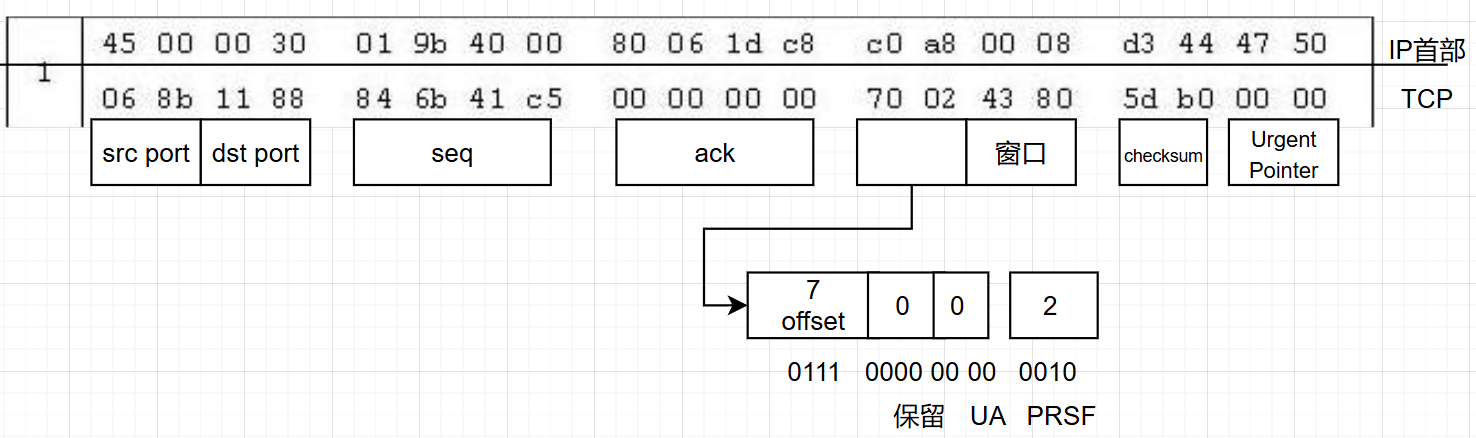 1
45 00 00 30 01 9b 40 00 80 06 1d c8 c0 a8 00 08 d3 44 47 50
IP首部
06 8b 11 88 84 6b 41 c5 00 00 00 00 70 02 43 80 5d b0 00 00
TCP
src port dst port seq ack 窗口 checksum Urgent
Pointer
7
offset
0 0 2
0111 0000 00 00 0010
保留 UA PRSF